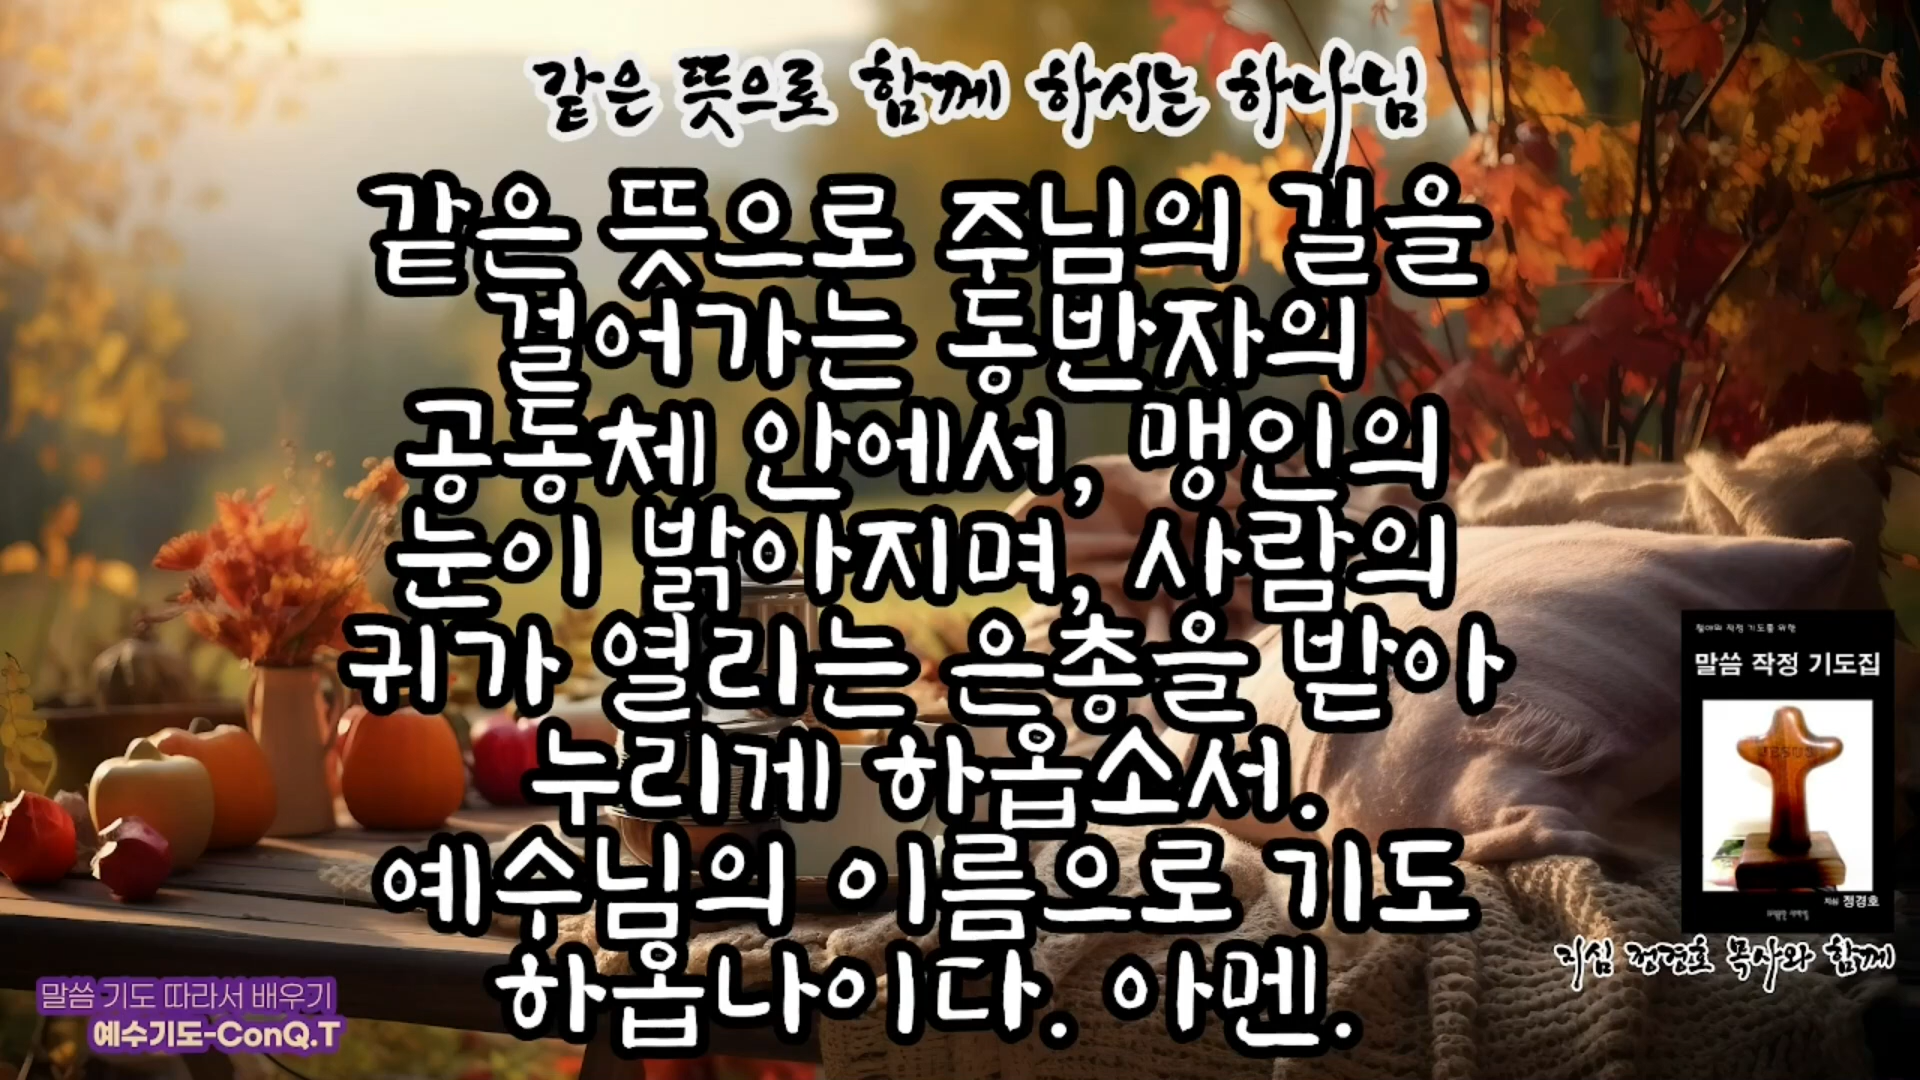 같은 뜻으로 함께 하시는 하나님
같은 뜻으로 주님의 길을
걸어가는 동반자의
공동체 안에서, 맹인의
눈이 밝아지며, 사람의
귀가 열리는 은총을 받아
누리게 하옵소서.
예수님의 이름으로 기도
하옵나이다. 아멘.
말씀 작정 기도집
JESUS
지심 정경호
지심 정경호 목사와 함께
말씀 기도 따라서 배우기
예수기도-ConQ.T